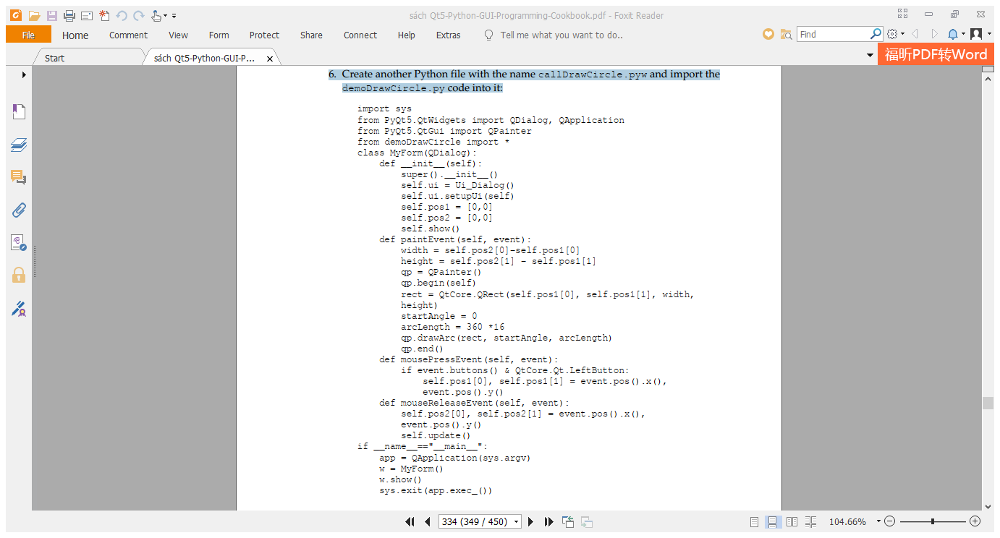 sách Qt5-Python-GUI-Programming-Cookbook.pdf - Foxit Reader
File Home Comment View Form Protect Share Connect Help Extras Tell me what you want to do.. Find
Start sách Qt5-Python-GUI-P... 福昕PDF转Word
6. Create another Python file with the name callDrawCircle.pyw and import the
demoDrawCircle.py code into it:
import sys
from PyQt5.QtWidgets import QDialog, QApplication
from PyQt5.QtGui import QPainter
from demoDrawCircle import *
class MyForm(QDialog):
    def __init__(self):
        super().__init__()
        self.ui = Ui_Dialog()
        self.ui.setupUi(self)
        self.pos1 = [0,0]
        self.pos2 = [0,0]
        self.show()
    def paintEvent(self, event):
        width = self.pos2[0]-self.pos1[0]
        height = self.pos2[1] - self.pos1[1]
        qp = QPainter()
        qp.begin(self)
        rect = QtCore.QRect(self.pos1[0], self.pos1[1], width,
        height)
        startAngle = 0
        arcLength = 360 *16
        qp.drawArc(rect, startAngle, arcLength)
        qp.end()
    def mousePressEvent(self, event):
        if event.buttons() & QtCore.Qt.LeftButton:
            self.pos1[0], self.pos1[1] = event.pos().x(),
            event.pos().y()
    def mouseReleaseEvent(self, event):
        self.pos2[0], self.pos2[1] = event.pos().x(),
        event.pos().y()
        self.update()
if __name__=="__main__":
    app = QApplication(sys.argv)
    w = MyForm()
    w.show()
    sys.exit(app.exec_())
334 (349 / 450) 104.66%